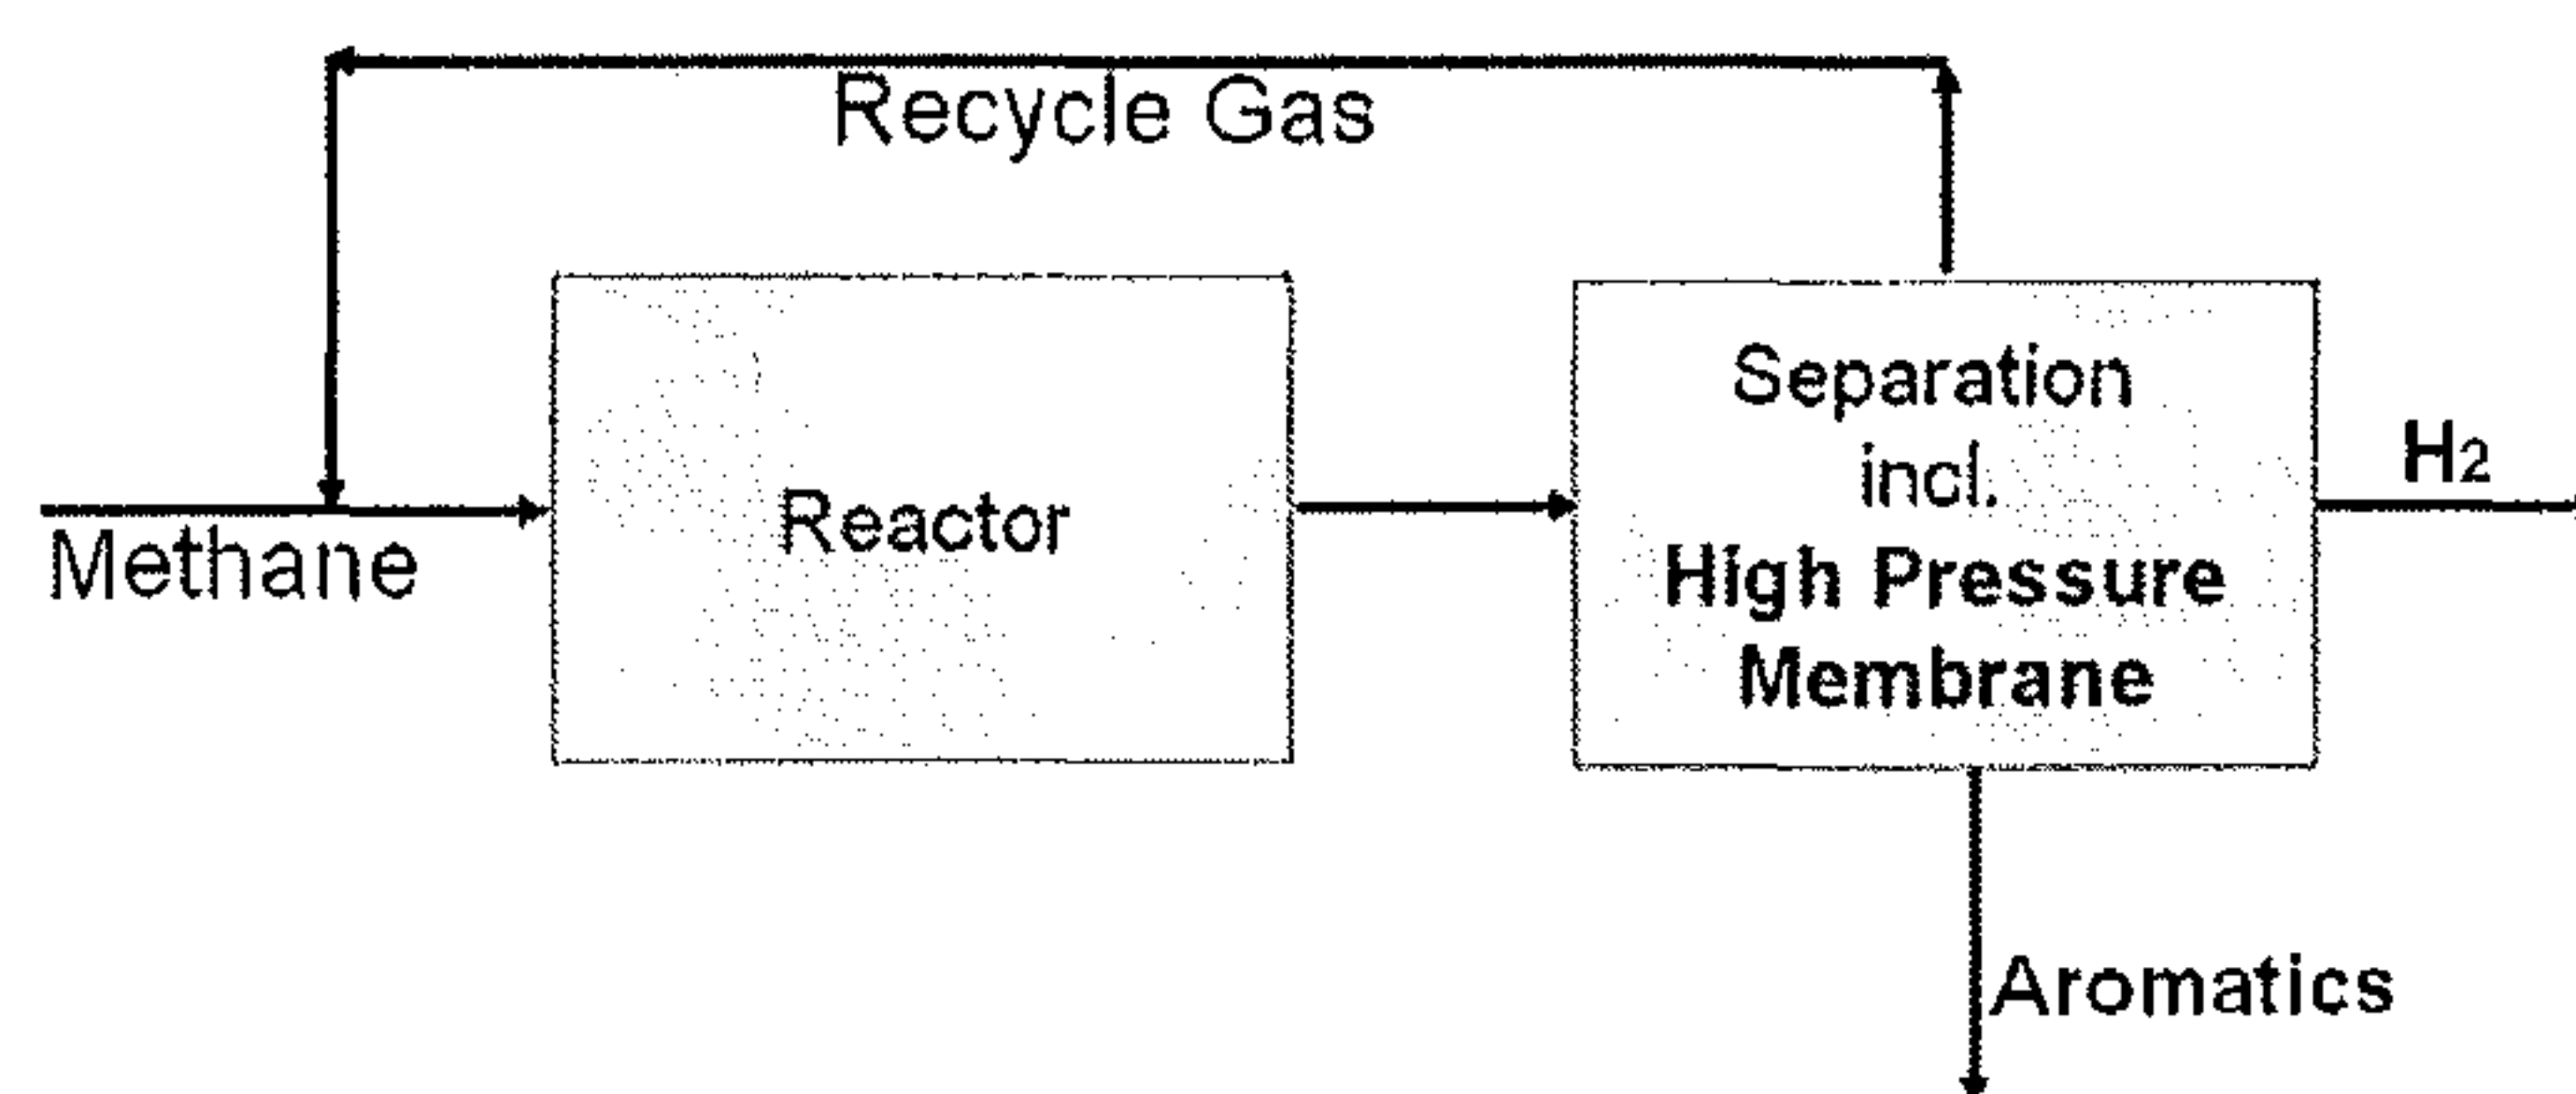 Recycle Gas
Methane
Reactor
Separation
incl.
High Pressure
Membrane
H2
Aromatics